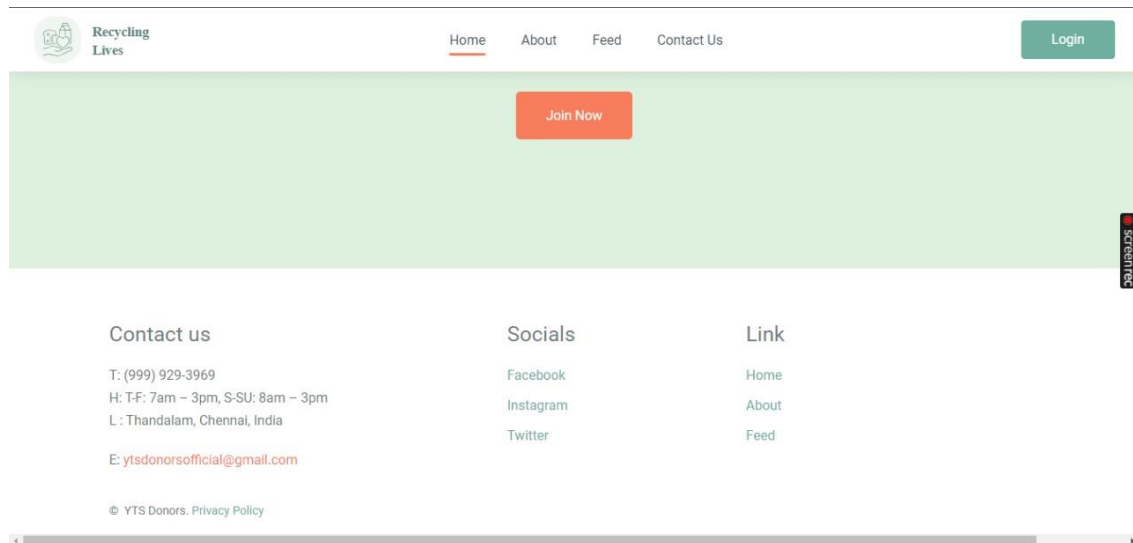 Recycling
Lives
Home About Feed Contact Us
Login
Join Now
screenrec
Contact us
T: (999) 929-3969
H: T-F: 7am – 3pm, S-SU: 8am – 3pm
L : Thandalam, Chennai, India
E: ytsdonorsofficial@gmail.com
© YTS Donors. Privacy Policy
Socials
Facebook
Instagram
Twitter
Link
Home
About
Feed